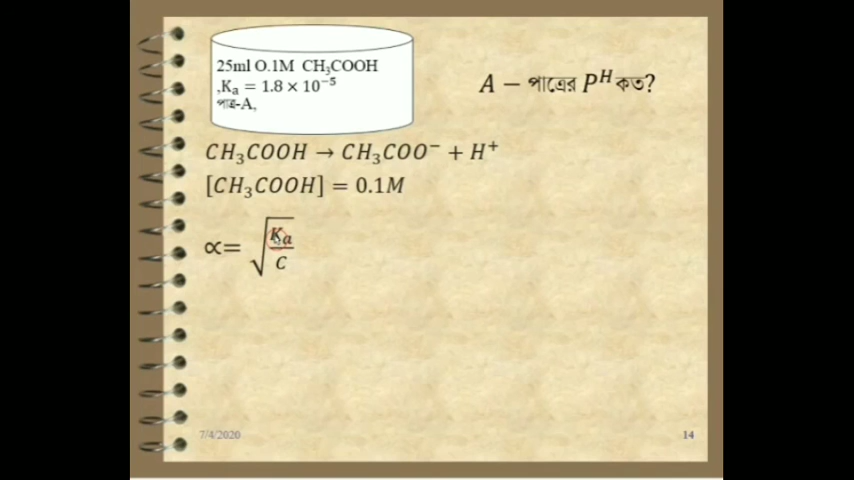 25ml O.1M CH₃COOH
,Kₐ = 1.8 × 10⁻⁵
পাত্র-A,
A − পাত্রের Pᴴ কত?
CH₃COOH → CH₃COO⁻ + H⁺
[CH₃COOH] = 0.1M
∝= √(Kₐ/C)
7/4/2020
14